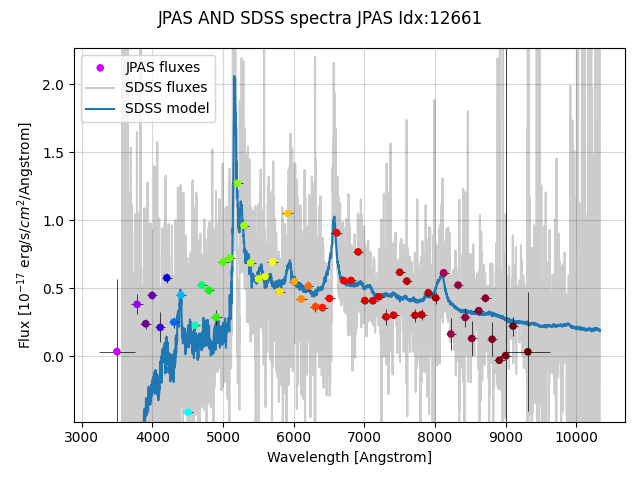 JPAS AND SDSS spectra JPAS Idx:12661
JPAS fluxes
SDSS fluxes
SDSS model
Flux [10⁻¹⁷ erg/s/cm²/Angstrom]
2.0
1.5
1.0
0.5
0.0
3000 4000 5000 6000 7000 8000 9000 10000
Wavelength [Angstrom]